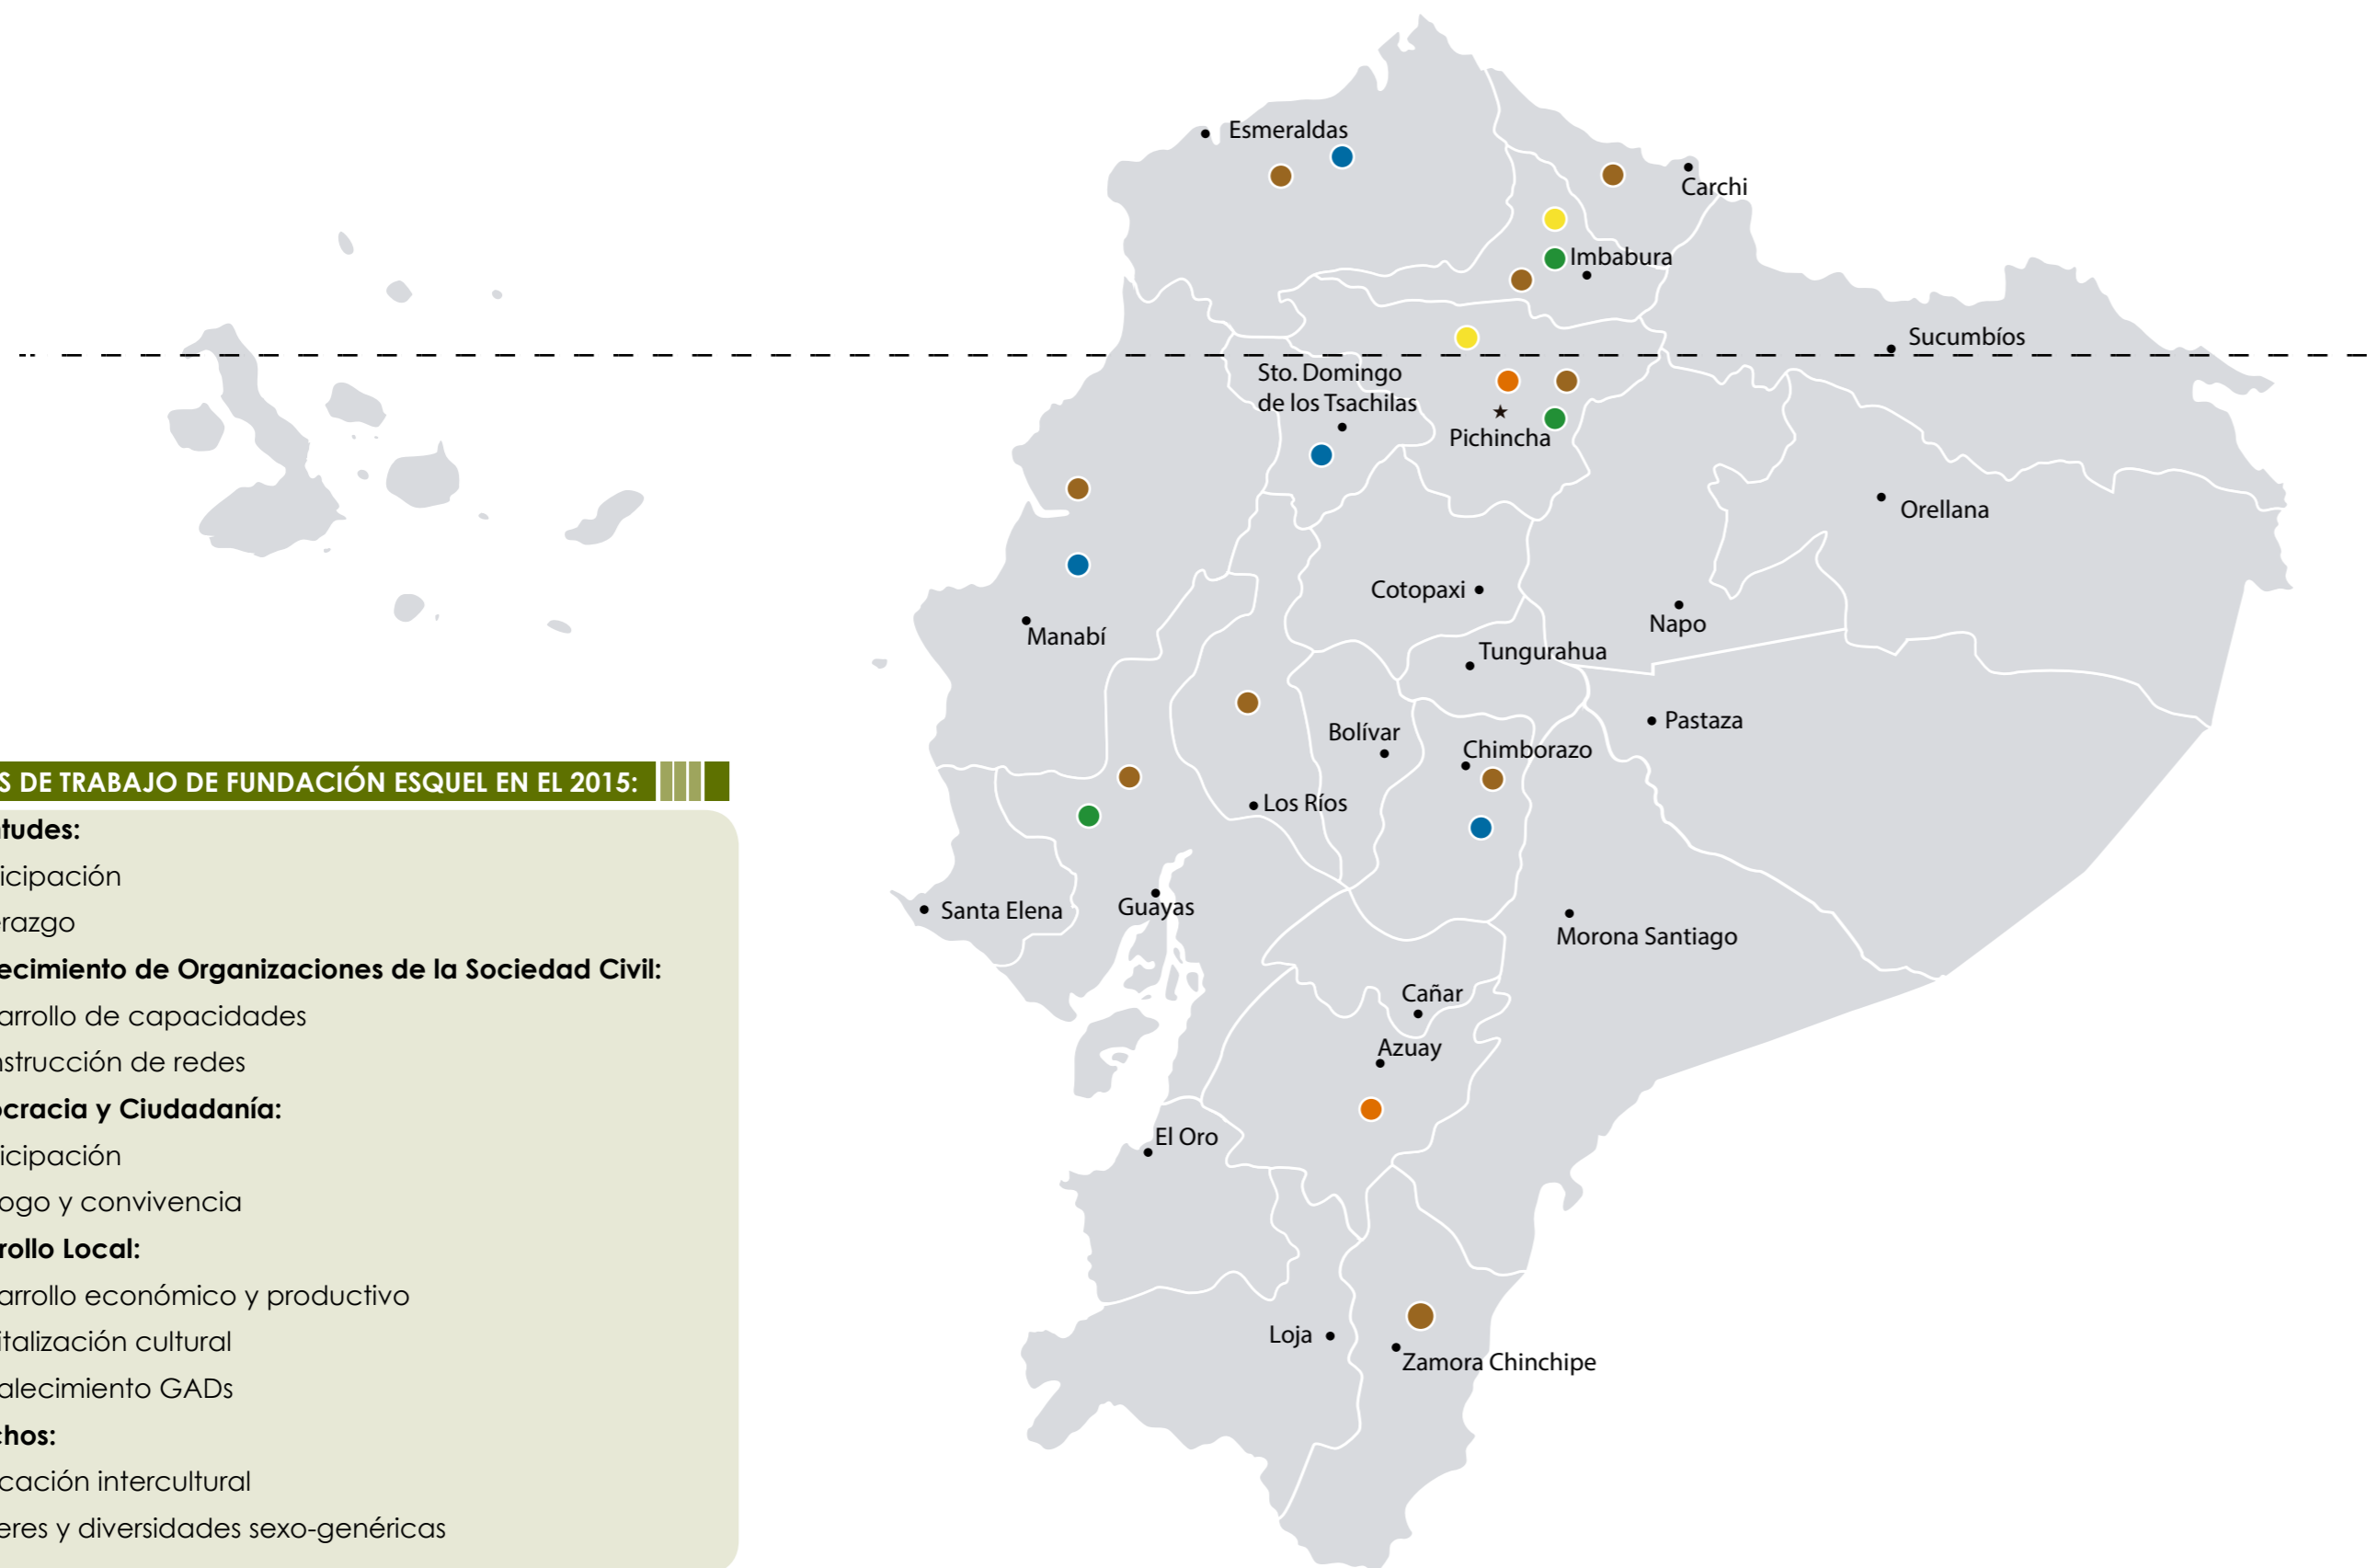 Esmeraldas
Carchi
Imbabura
Sucumbíos
Sto. Domingo
de los Tsachilas
Pichincha
Orellana
Cotopaxi
Napo
Manabí
Tungurahua
Pastaza
Bolívar
Chimborazo
Los Ríos
Santa Elena
Guayas
Morona Santiago
Cañar
Azuay
El Oro
Loja
Zamora Chinchipe
S DE TRABAJO DE FUNDACIÓN ESQUEL EN EL 2015:
tudes:
icipación
erazgo
ecimiento de Organizaciones de la Sociedad Civil:
arrollo de capacidades
nstrucción de redes
ocracia y Ciudadanía:
icipación
ogo y convivencia
rollo Local:
arrollo económico y productivo
italización cultural
alecimiento GADs
chos:
cación intercultural
eres y diversidades sexo-genéricas